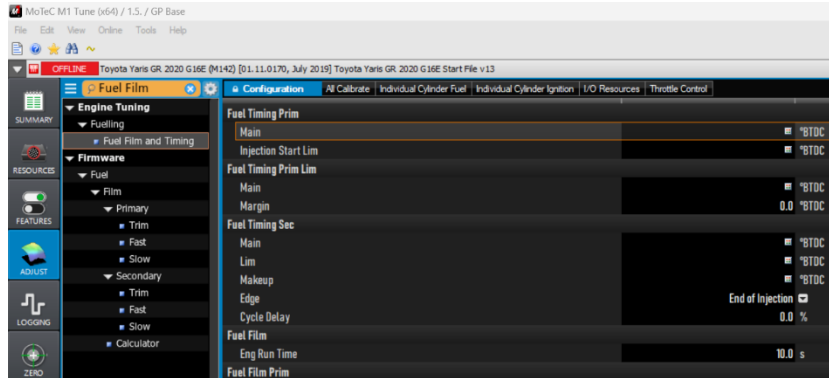 MoTeC M1 Tune (x64) / 1.5. / GP Base
File Edit View Online Tools Help
OFFLINE Toyota Yaris GR 2020 G16E (M142) [01.11.0170, July 2019] Toyota Yaris GR 2020 G16E Start File v13
Fuel Film
Configuration All Calibrate Individual Cylinder Fuel Individual Cylinder Ignition I/O Resources Throttle Control
SUMMARY
RESOURCES
FEATURES
ADJUST
LOGGING
ZERO
Engine Tuning
Fuelling
Fuel Film and Timing
Firmware
Fuel
Film
Primary
Trim
Fast
Slow
Secondary
Trim
Fast
Slow
Calculator
Fuel Timing Prim
Main °BTDC
Injection Start Lim °BTDC
Fuel Timing Prim Lim
Main °BTDC
Margin 0.0 °BTDC
Fuel Timing Sec
Main °BTDC
Lim °BTDC
Makeup °BTDC
Edge End of Injection
Cycle Delay 0.0 %
Fuel Film
Eng Run Time 10.0 s
Fuel Film Prim